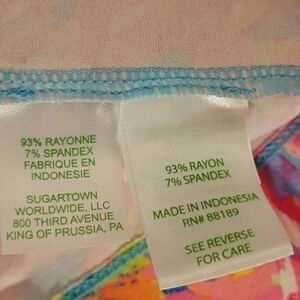 93% RAYONNE
7% SPANDEX
FABRIQUE EN
INDONESIE
SUGARTOWN
WORLDWIDE, LLC
800 THIRD AVENUE
KING OF PRUSSIA, PA
93% RAYON
7% SPANDEX
MADE IN INDONESIA
RN# 88189
SEE REVERSE
FOR CARE